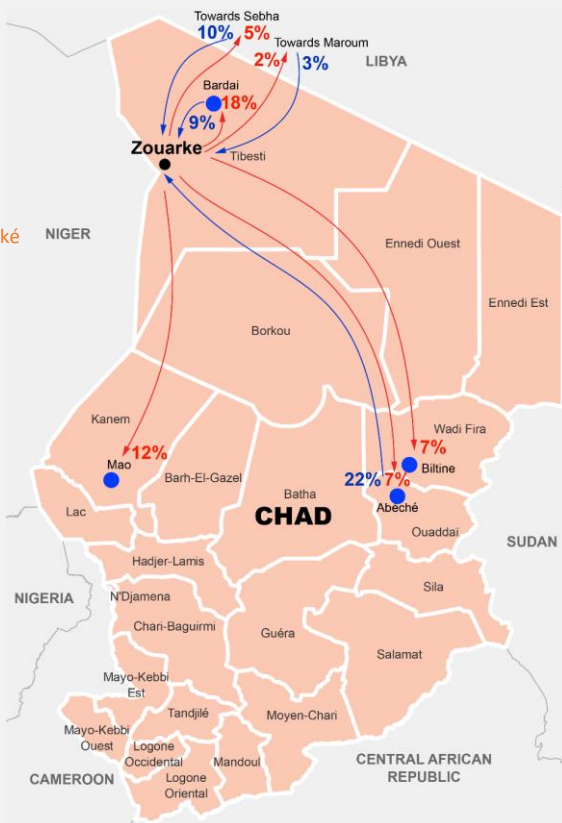 Towards Sebha
10%
5%
Towards Maroum
2%
3%
LIBYA
Bardai
18%
9%
Zouarke
Tibesti
ké
NIGER
Ennedi Ouest
Ennedi Est
Borkou
Kanem
Wadi Fira
12%
7%
Mao
Biltine
Barh-El-Gazel
22%
7%
Batha
Abéché
Lac
CHAD
Ouaddaï
SUDAN
Hadjer-Lamis
Sila
NIGERIA
N'Djamena
Chari-Baguirmi
Guéra
Salamat
Mayo-Kebbi
Est
Tandjilé
Moyen-Chari
Mayo-Kebbi
Ouest
Logone
Occidental
Mandoul
CENTRAL AFRICAN
REPUBLIC
CAMEROON
Logone
Oriental